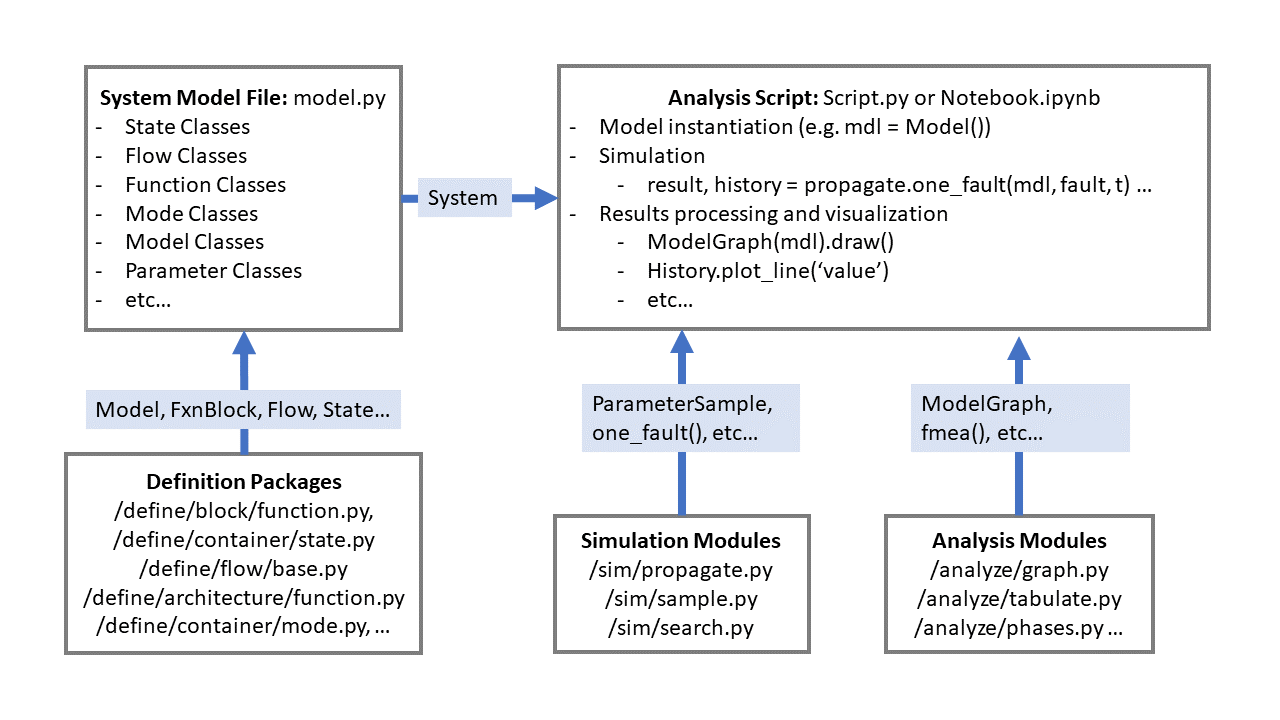 System Model File: model.py
- State Classes
- Flow Classes
- Function Classes
- Mode Classes
- Model Classes
- Parameter Classes
- etc…
System
Analysis Script: Script.py or Notebook.ipynb
- Model instantiation (e.g. mdl = Model())
- Simulation
- result, history = propagate.one_fault(mdl, fault, t) …
- Results processing and visualization
- ModelGraph(mdl).draw()
- History.plot_line(‘value’)
- etc…
Model, FxnBlock, Flow, State…
ParameterSample,
one_fault(), etc…
ModelGraph,
fmea(), etc…
Definition Packages
/define/block/function.py,
/define/container/state.py
/define/flow/base.py
/define/architecture/function.py
/define/container/mode.py, …
Simulation Modules
/sim/propagate.py
/sim/sample.py
/sim/search.py
Analysis Modules
/analyze/graph.py
/analyze/tabulate.py
/analyze/phases.py …